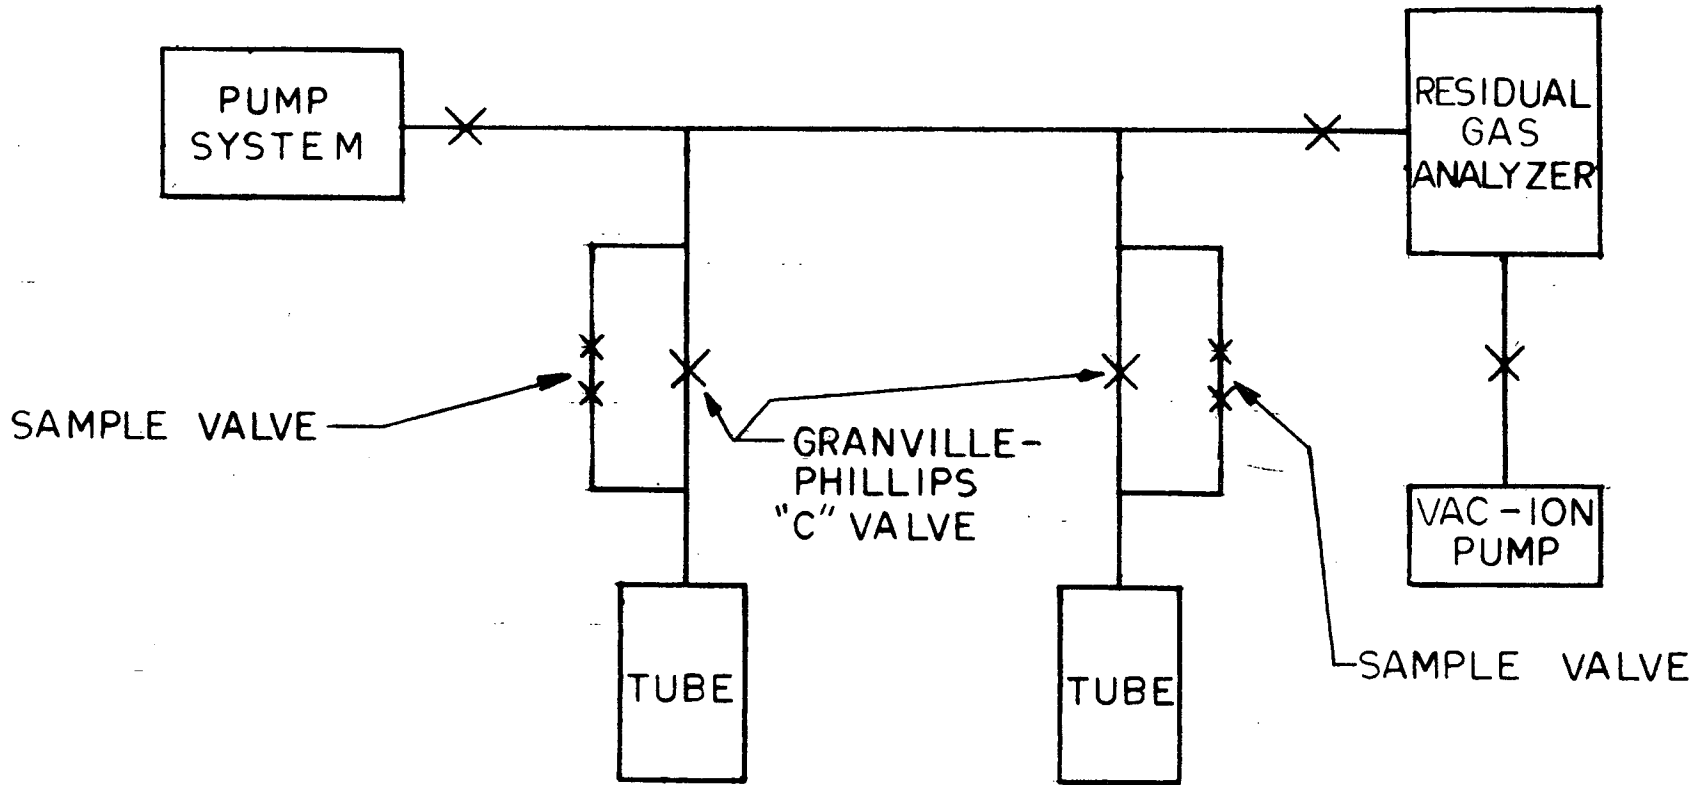 PUMP
SYSTEM
RESIDUAL
GAS
ANALYZER
SAMPLE VALVE
GRANVILLE-
PHILLIPS
"C" VALVE
VAC-ION
PUMP
TUBE
TUBE
SAMPLE VALVE